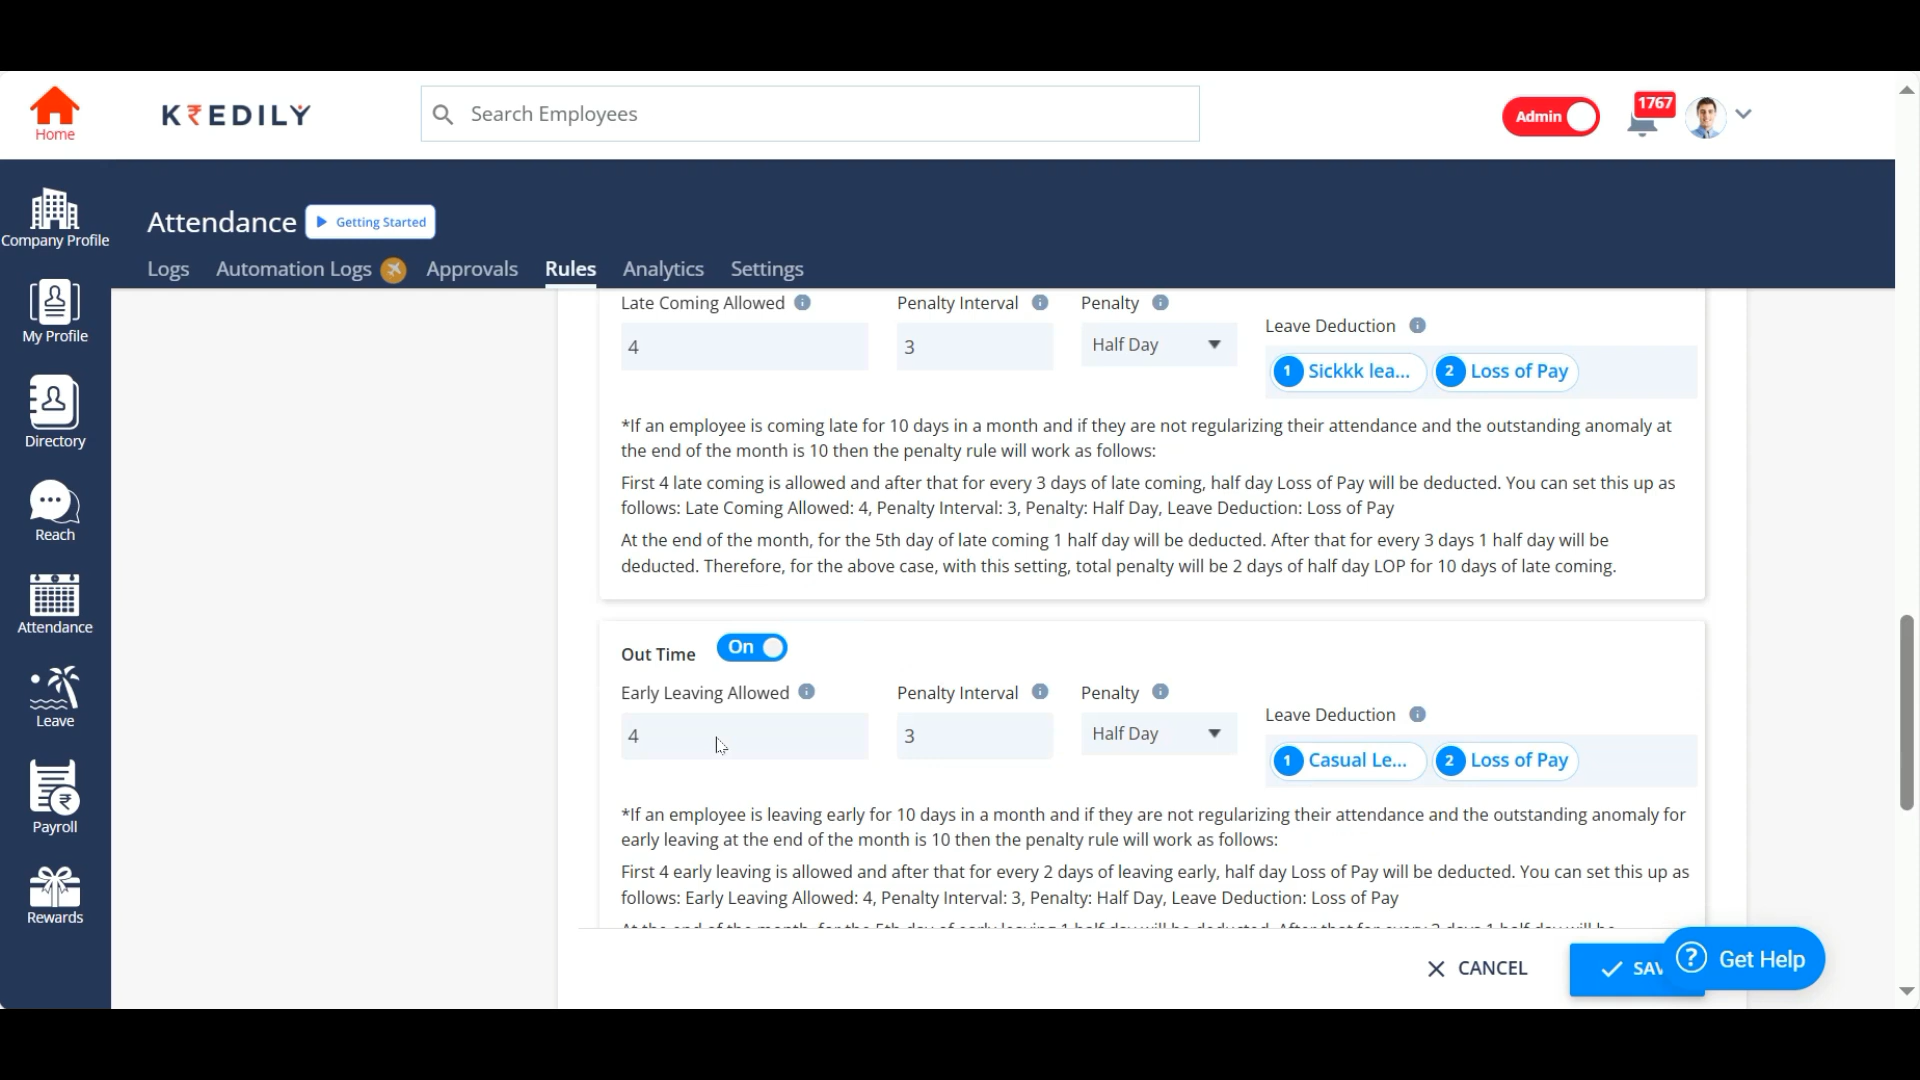 Home
KREDILY
Search Employees
Admin
1767
Company Profile
My Profile
Directory
Reach
Attendance
Leave
Payroll
Rewards
Attendance
Getting Started
Logs
Automation Logs
Approvals
Rules
Analytics
Settings
Late Coming Allowed
Penalty Interval
Penalty
Leave Deduction
4
3
Half Day
1 Sickkk lea...
2 Loss of Pay
*If an employee is coming late for 10 days in a month and if they are not regularizing their attendance and the outstanding anomaly at
the end of the month is 10 then the penalty rule will work as follows:
First 4 late coming is allowed and after that for every 3 days of late coming, half day Loss of Pay will be deducted. You can set this up as
follows: Late Coming Allowed: 4, Penalty Interval: 3, Penalty: Half Day, Leave Deduction: Loss of Pay
At the end of the month, for the 5th day of late coming 1 half day will be deducted. After that for every 3 days 1 half day will be
deducted. Therefore, for the above case, with this setting, total penalty will be 2 days of half day LOP for 10 days of late coming.
Out Time
On
Early Leaving Allowed
Penalty Interval
Penalty
Leave Deduction
4
3
Half Day
1 Casual Le...
2 Loss of Pay
*If an employee is leaving early for 10 days in a month and if they are not regularizing their attendance and the outstanding anomaly for
early leaving at the end of the month is 10 then the penalty rule will work as follows:
First 4 early leaving is allowed and after that for every 2 days of leaving early, half day Loss of Pay will be deducted. You can set this up as
follows: Early Leaving Allowed: 4, Penalty Interval: 3, Penalty: Half Day, Leave Deduction: Loss of Pay
CANCEL
SAV
Get Help